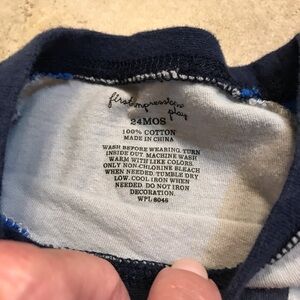 first impressions
play
24MOS
100% COTTON
MADE IN CHINA
WASH BEFORE WEARING. TURN
INSIDE OUT. MACHINE WASH
WARM WITH LIKE COLORS.
ONLY NON-CHLORINE BLEACH
WHEN NEEDED. TUMBLE DRY
LOW. COOL IRON WHEN
NEEDED. DO NOT IRON
DECORATION.
WPL 8046